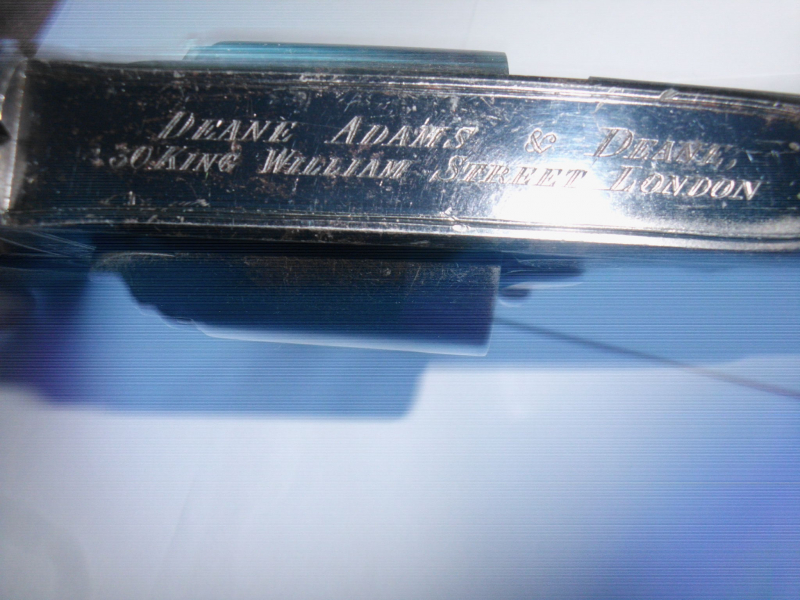 DEANE ADAMS & DEANE,
30.KING WILLIAM STREET LONDON